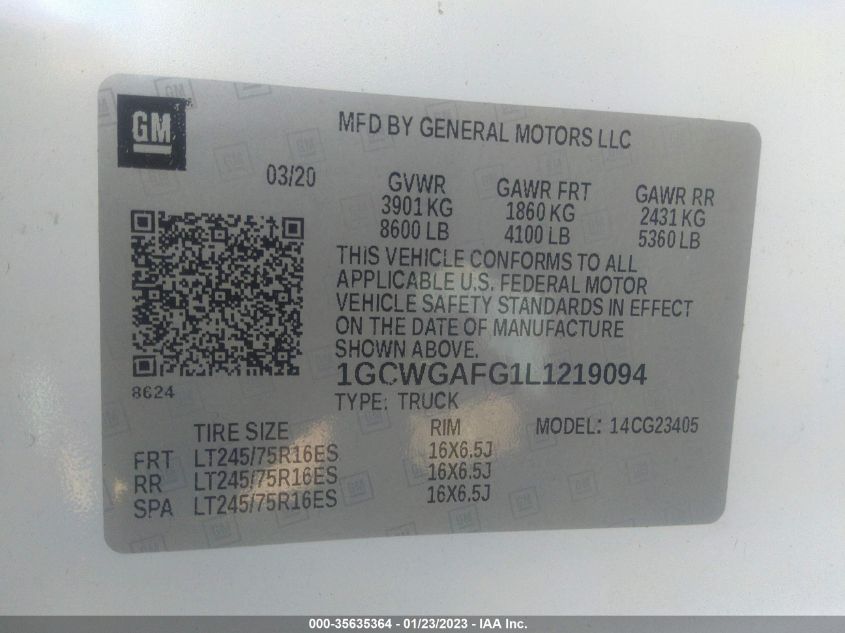 GM
MFD BY GENERAL MOTORS LLC
03/20
GVWR GAWR FRT GAWR RR
3901 KG 1860 KG 2431 KG
8600 LB 4100 LB 5360 LB
THIS VEHICLE CONFORMS TO ALL
APPLICABLE U.S. FEDERAL MOTOR
VEHICLE SAFETY STANDARDS IN EFFECT
ON THE DATE OF MANUFACTURE
SHOWN ABOVE.
8624
1GCWGAFG1L1219094
TYPE: TRUCK
TIRE SIZE RIM MODEL: 14CG23405
FRT LT245/75R16ES 16X6.5J
RR LT245/75R16ES 16X6.5J
SPA LT245/75R16ES 16X6.5J
000-35635364 / 01/23/2023 - IAA Inc.